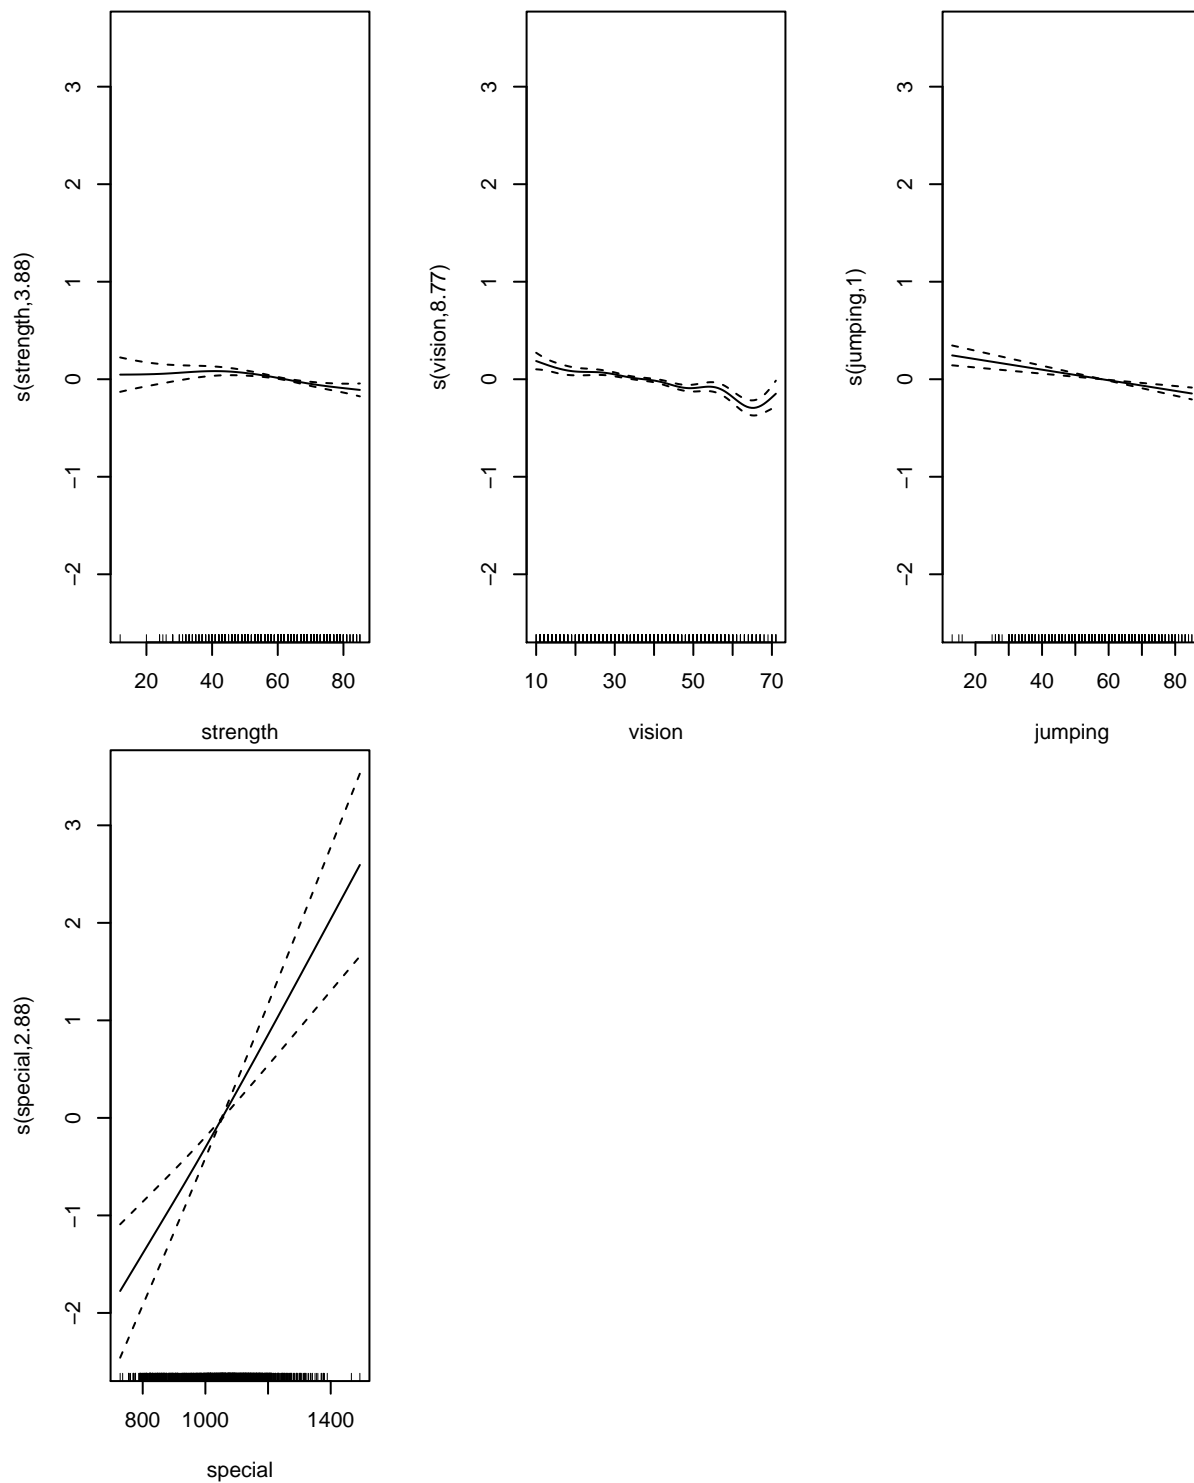 3
2
1
0
−1
−2
s(strength,3.88)
20 40 60 80
strength
3
2
1
0
−1
−2
s(vision,8.77)
10 30 50 70
vision
3
2
1
0
−1
−2
s(jumping,1)
20 40 60 80
jumping
3
2
1
0
−1
−2
s(special,2.88)
800 1000 1400
special